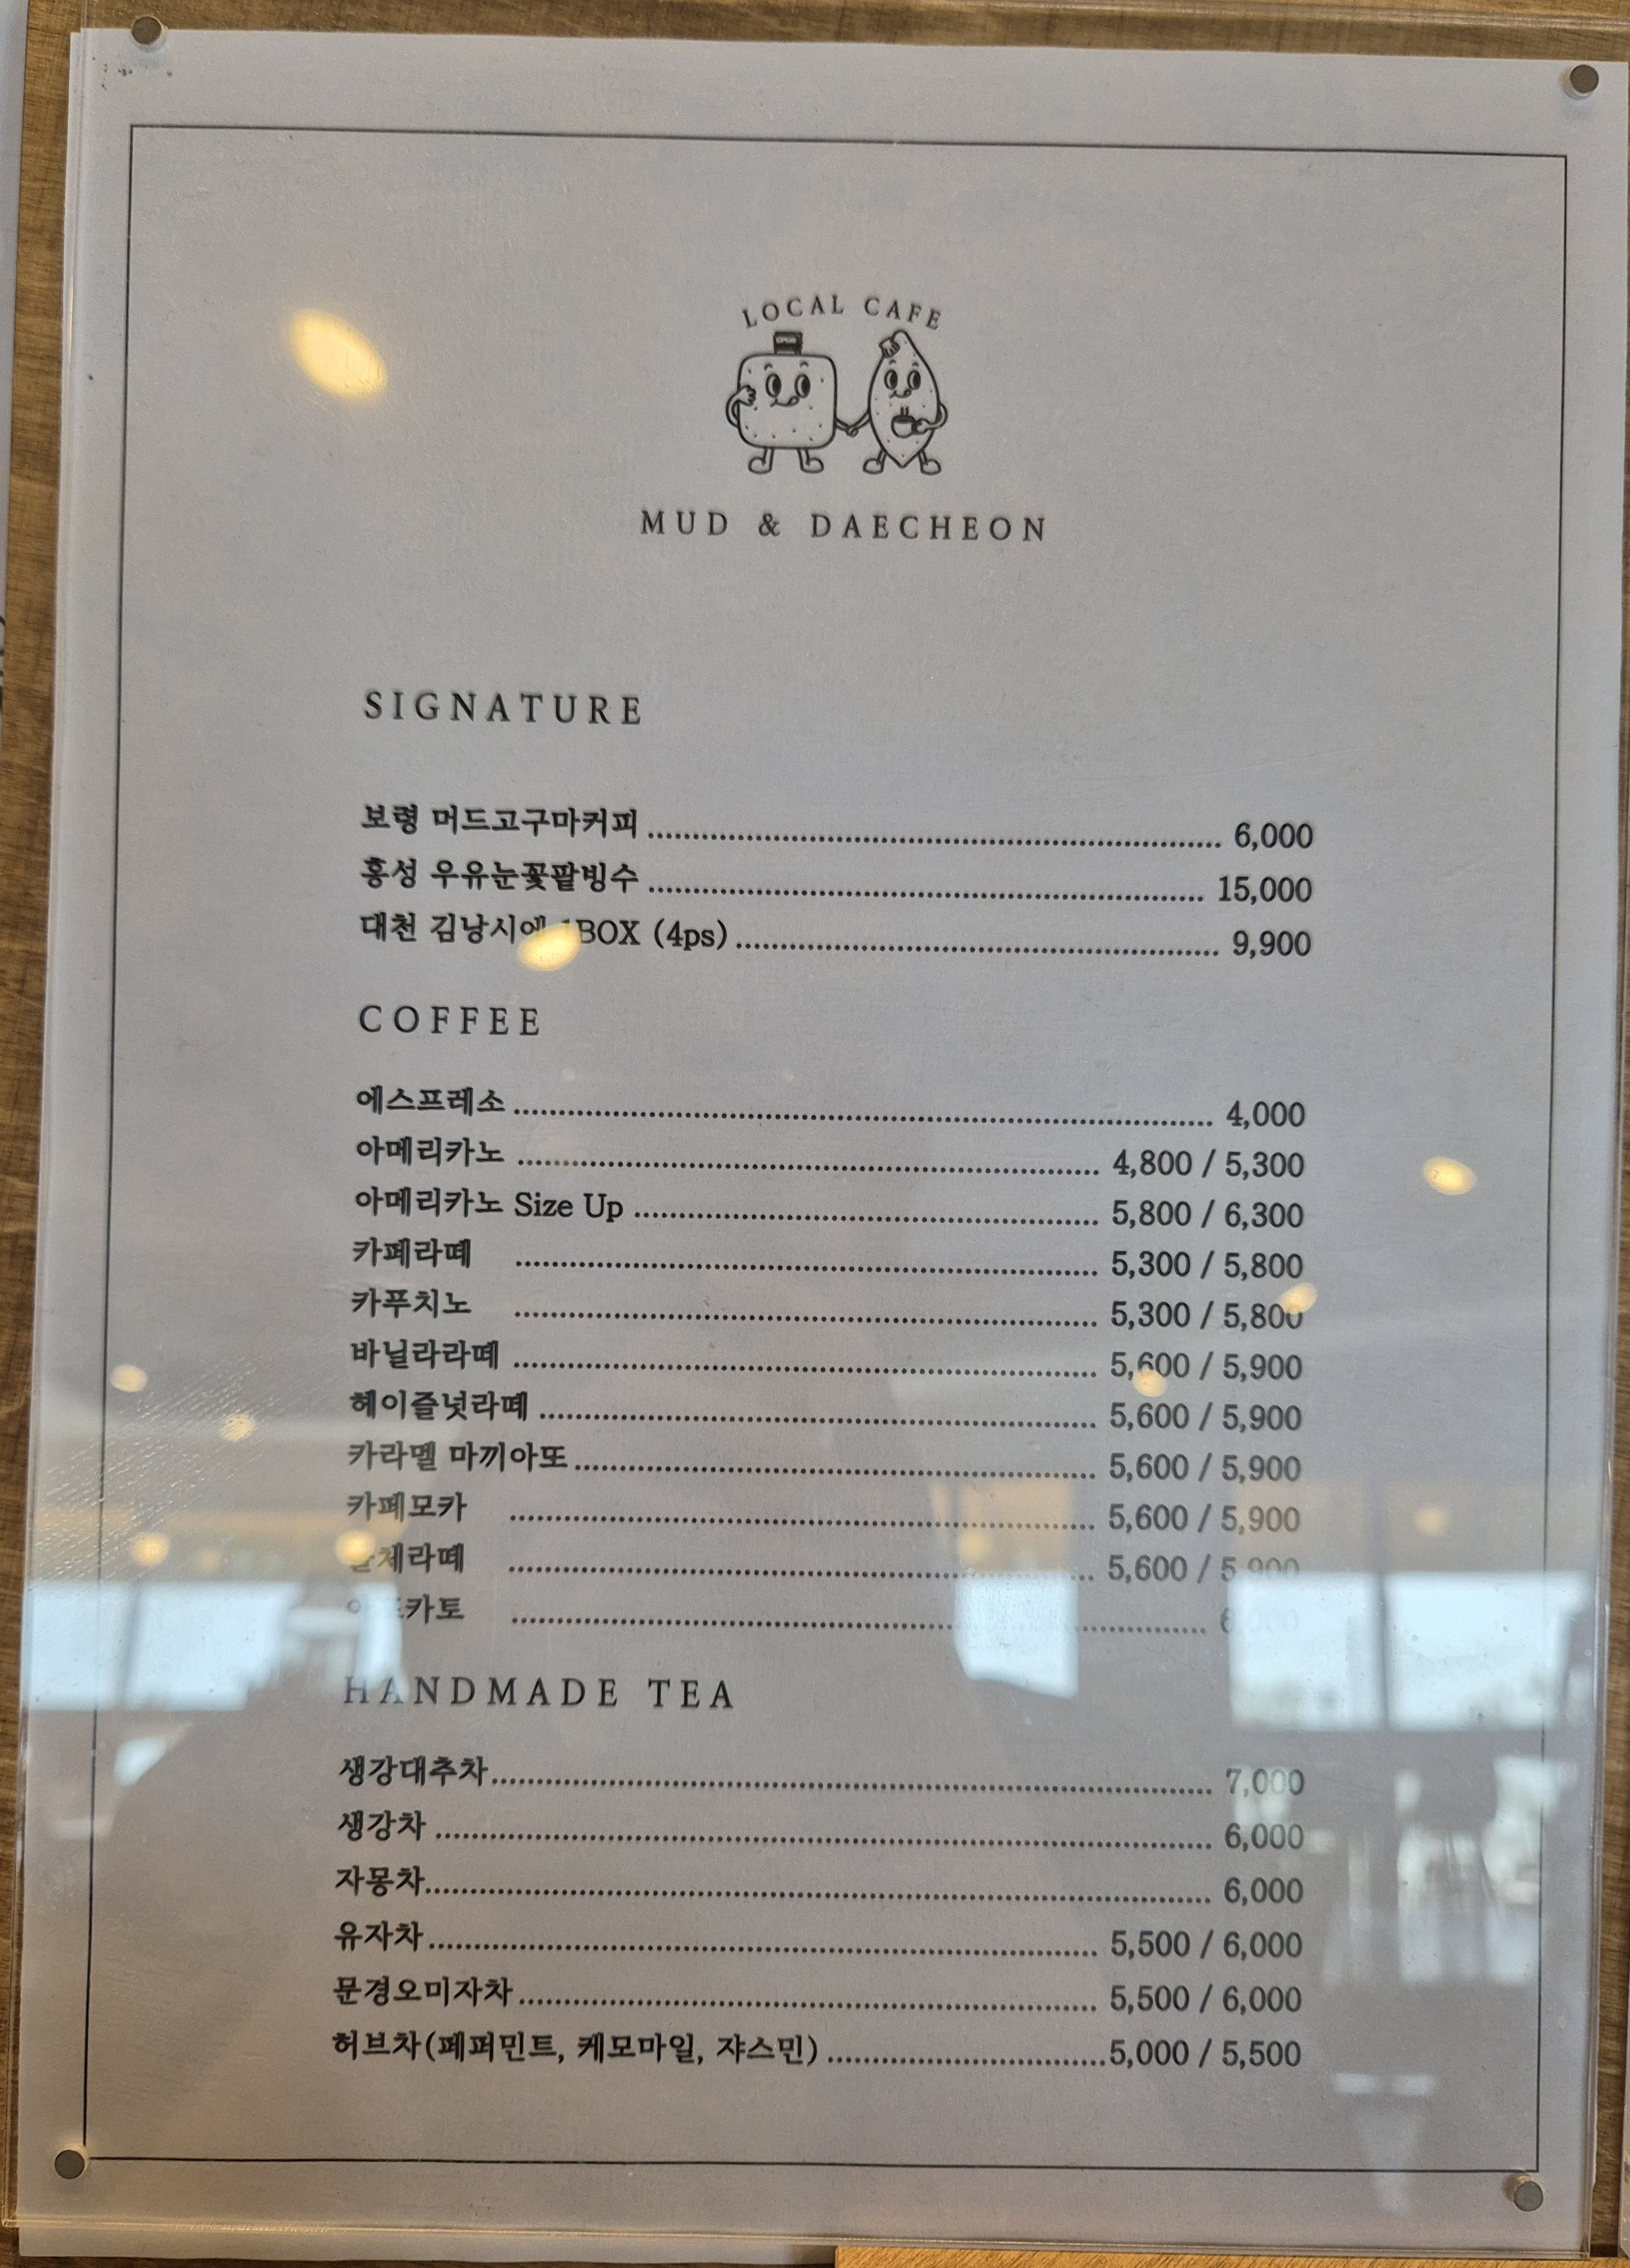 LOCAL CAFE
MUD & DAECHEON
SIGNATURE
보령 머드고구마커피 6,000
홍성 우유눈꽃팥빙수 15,000
대천 김낭시에 BOX (4ps) 9,900
COFFEE
에스프레소 4,000
아메리카노 4,800 / 5,300
아메리카노 Size Up 5,800 / 6,300
카페라떼 5,300 / 5,800
카푸치노 5,300 / 5,800
바닐라라떼 5,600 / 5,900
헤이즐넛라떼 5,600 / 5,900
카라멜 마끼아또 5,600 / 5,900
카페모카 5,600 / 5,900
5,600 / 5,900
HANDMADE TEA
생강대추차 7,000
생강차 6,000
자몽차 6,000
유자차 5,500 / 6,000
문경오미자차 5,500 / 6,000
허브차(페퍼민트, 케모마일, 쟈스민) 5,000 / 5,500